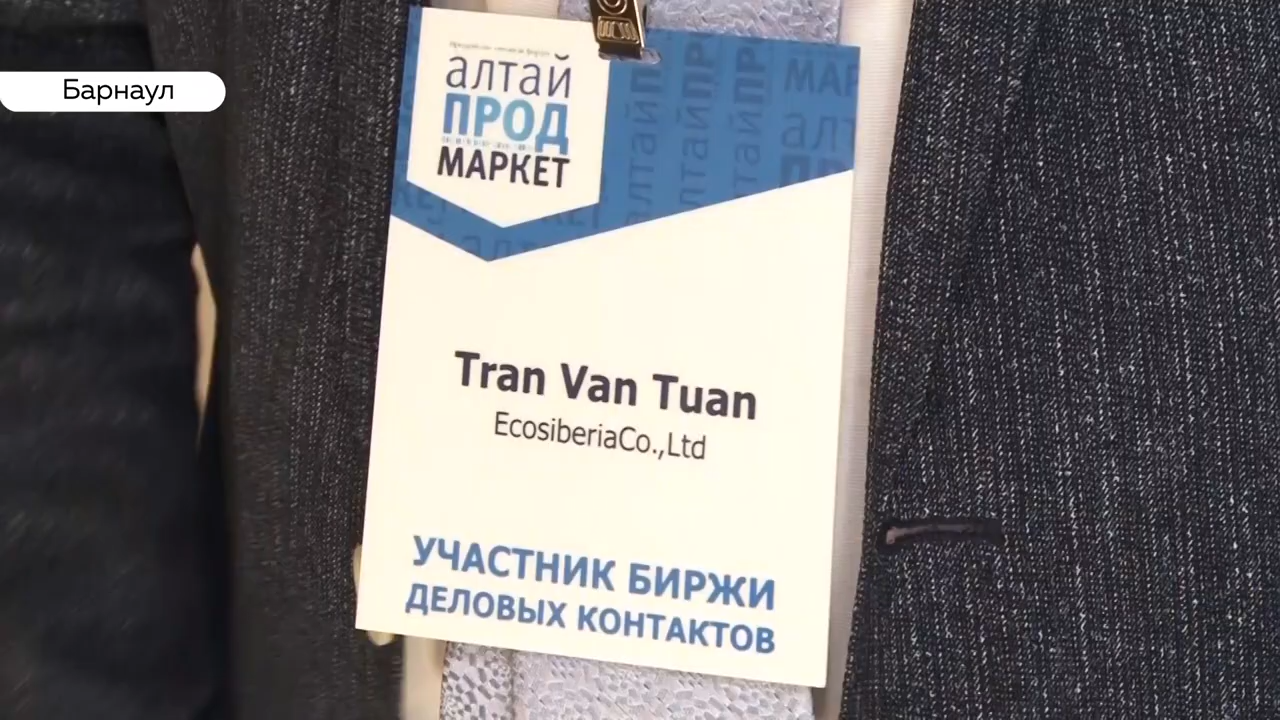 Барнаул
алтай
ПРОД
МАРКЕТ
Tran Van Tuan
EcosiberiaCo.,Ltd
УЧАСТНИК БИРЖИ
ДЕЛОВЫХ КОНТАКТОВ